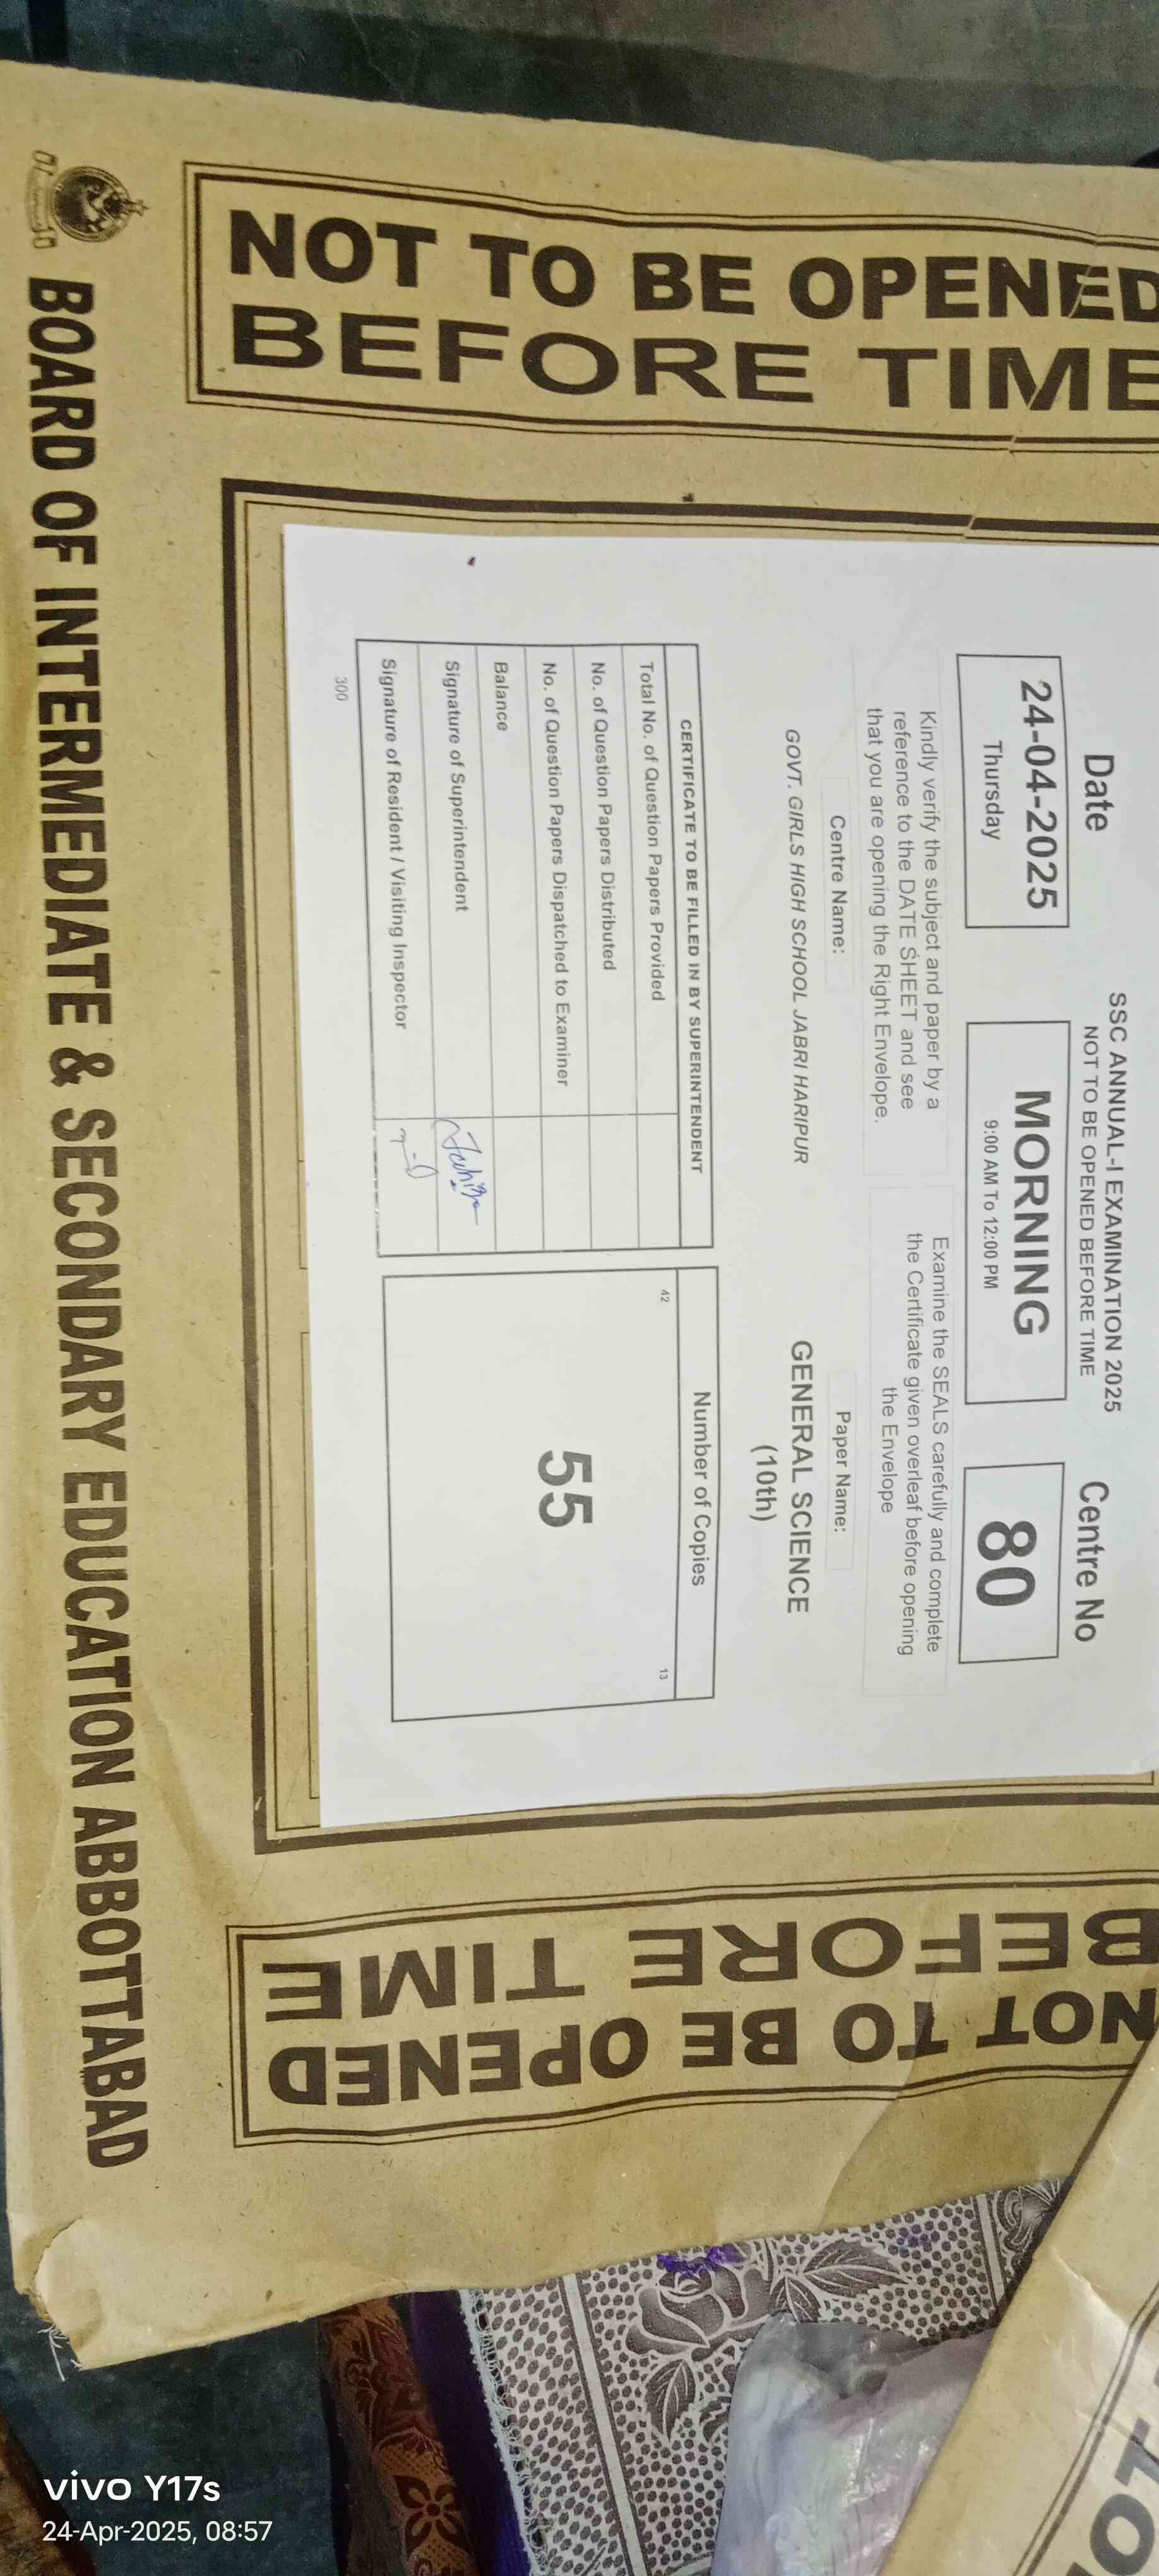 BOARD OF INTERMEDIATE & SECONDARY EDUCATION ABBOTTABAD
NOT TO BE OPENED
BEFORE TIME
SSC ANNUAL-I EXAMINATION 2025
NOT TO BE OPENED BEFORE TIME
Date
24-04-2025
Thursday
MORNING
9:00 AM To 12:00 PM
Centre No
80
Kindly verify the subject and paper by a
reference to the DATE SHEET and see
that you are opening the Right Envelope.
Examine the SEALS carefully and complete
the Certificate given overleaf before opening
the Envelope
Centre Name:
GOVT. GIRLS HIGH SCHOOL JABRI HARIPUR
Paper Name:
GENERAL SCIENCE
(10th)
CERTIFICATE TO BE FILLED IN BY SUPERINTENDENT
Total No. of Question Papers Provided
No. of Question Papers Distributed
No. of Question Papers Dispatched to Examiner
Balance
Signature of Superintendent
Signature of Resident / Visiting Inspector
300
Number of Copies
42
13
55
NOT TO BE OPENED
BEFORE TIME
vivo Y17s
24-Apr-2025, 08:57